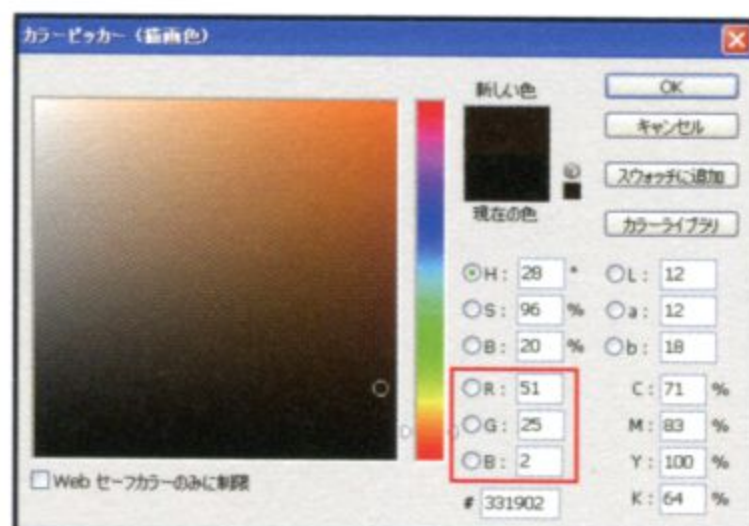 カラーピッカー（描画色）
新しい色
現在の色
OK
キャンセル
スウォッチに追加
カラーライブラリ
H: 28 °
S: 96 %
B: 20 %
R: 51
G: 25
B: 2
# 331902
L: 12
a: 12
b: 18
C: 71 %
M: 83 %
Y: 100 %
K: 64 %
Web セーフカラーのみに制限